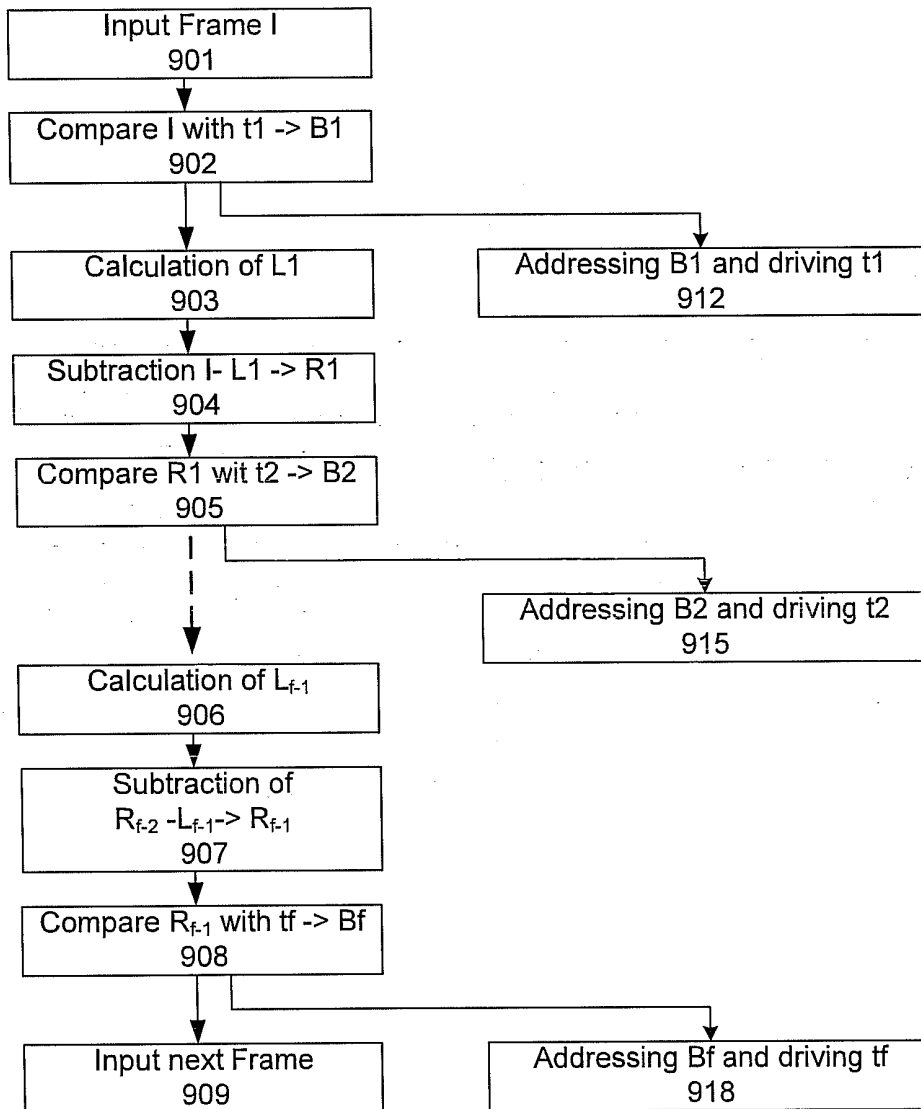 Input Frame I
901
Compare I with t1 -> B1
902
Calculation of L1
903
Addressing B1 and driving t1
912
Subtraction I- L1 -> R1
904
Compare R1 wit t2 -> B2
905
Addressing B2 and driving t2
915
Calculation of Lf-1
906
Subtraction of
Rf-2 -Lf-1-> Rf-1
907
Compare Rf-1 with tf -> Bf
908
Input next Frame
909
Addressing Bf and driving tf
918